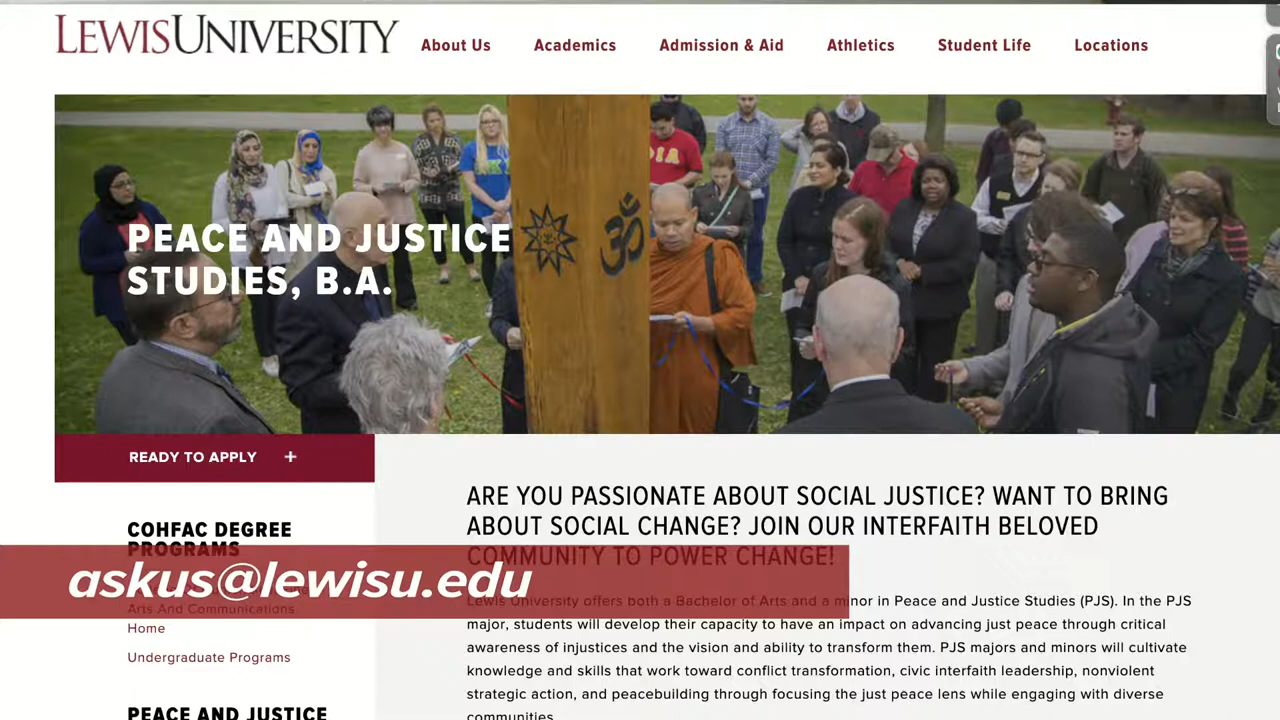 LEWISUNIVERSITY
About Us
Academics
Admission & Aid
Athletics
Student Life
Locations
PEACE AND JUSTICE
STUDIES, B.A.
ॐ
READY TO APPLY +
ARE YOU PASSIONATE ABOUT SOCIAL JUSTICE? WANT TO BRING
ABOUT SOCIAL CHANGE? JOIN OUR INTERFAITH BELOVED
COMMUNITY TO POWER CHANGE!
COHFAC DEGREE
PROGRAMS
askus@lewisu.edu
Arts And Communications
Home
Undergraduate Programs
PEACE AND JUSTICE
Lewis University offers both a Bachelor of Arts and a minor in Peace and Justice Studies (PJS). In the PJS
major, students will develop their capacity to have an impact on advancing just peace through critical
awareness of injustices and the vision and ability to transform them. PJS majors and minors will cultivate
knowledge and skills that work toward conflict transformation, civic interfaith leadership, nonviolent
strategic action, and peacebuilding through focusing the just peace lens while engaging with diverse
communities.